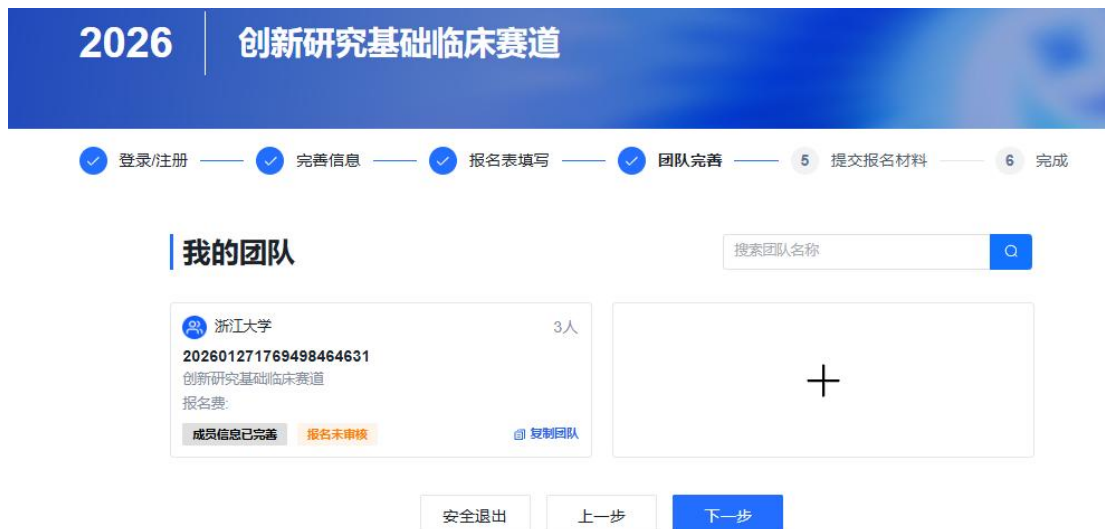 2026 创新研究基础临床赛道
登录/注册 完善信息 报名表填写 团队完善 5 提交报名材料 6 完成
我的团队 搜索团队名称
浙江大学 3人
202601271769498464631
创新研究基础临床赛道
报名费:
成员信息已完善 报名未审核 复制团队
安全退出 上一步 下一步